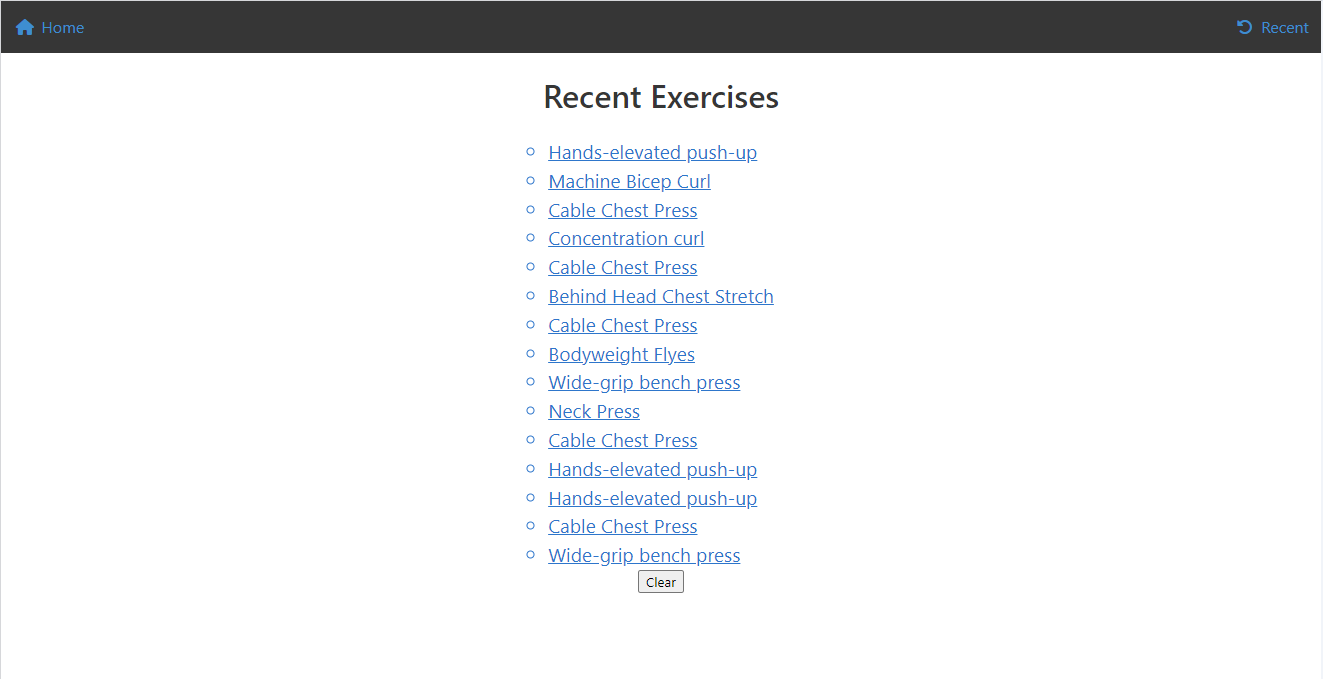 Home
Recent
Recent Exercises
Hands-elevated push-up
Machine Bicep Curl
Cable Chest Press
Concentration curl
Cable Chest Press
Behind Head Chest Stretch
Cable Chest Press
Bodyweight Flyes
Wide-grip bench press
Neck Press
Cable Chest Press
Hands-elevated push-up
Hands-elevated push-up
Cable Chest Press
Wide-grip bench press
Clear